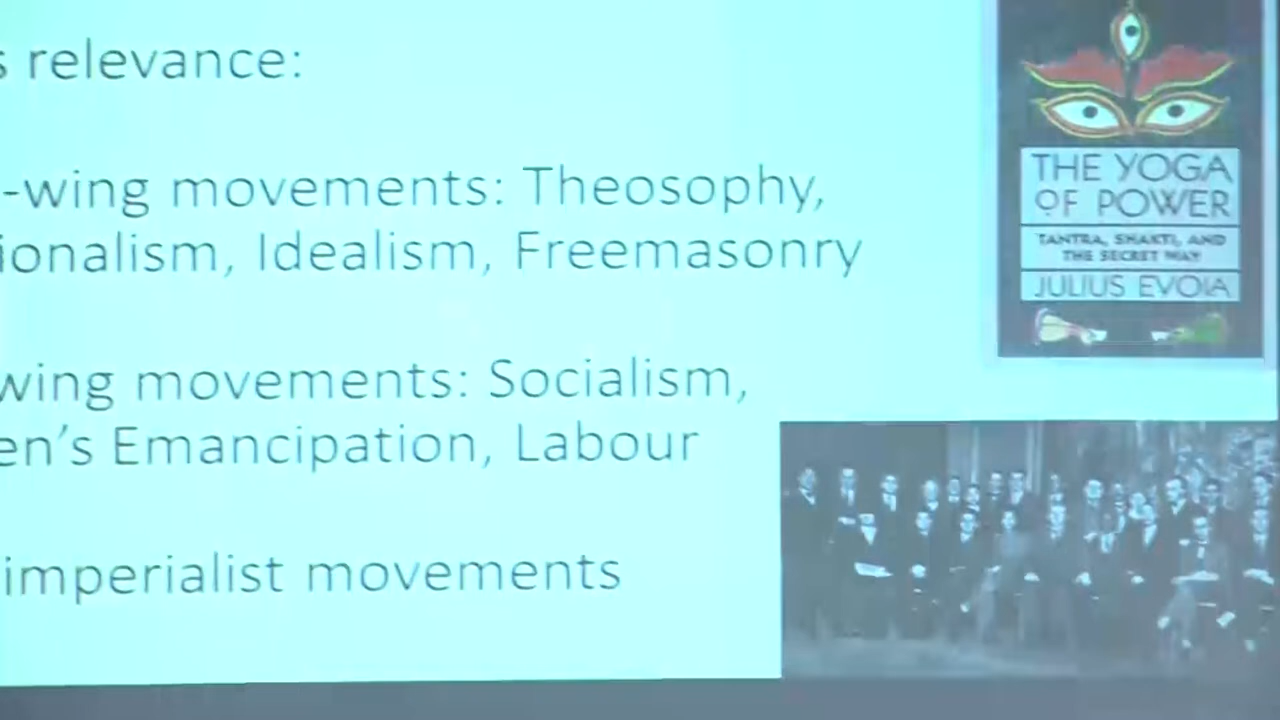 s relevance:
-wing movements: Theosophy,
ionalism, Idealism, Freemasonry
wing movements: Socialism,
en's Emancipation, Labour
imperialist movements
THE YOGA
OF POWER
TANTRA, SHAKTI, AND
THE SECRET WAY
JULIUS EVOLA